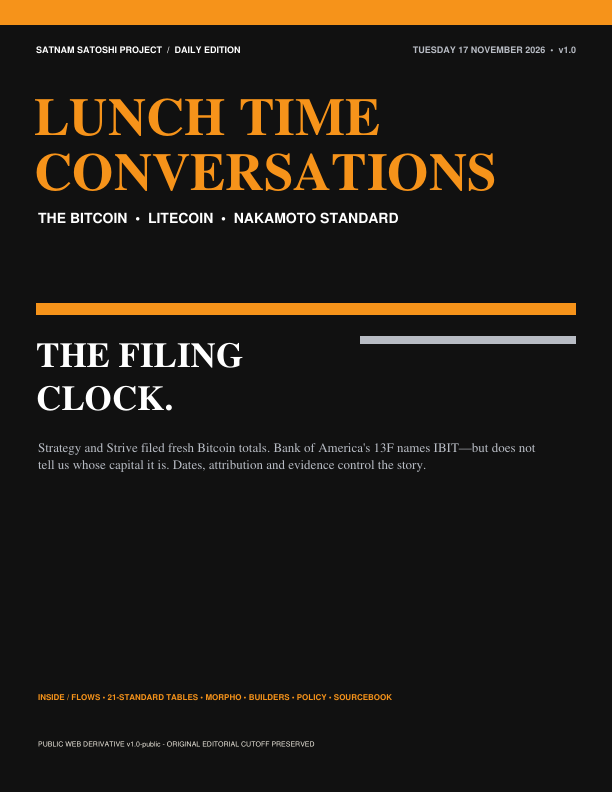 SATNAM SATOSHI PROJECT / DAILY EDITION
TUESDAY 17 NOVEMBER 2026 • v1.0
LUNCH TIME
CONVERSATIONS
THE BITCOIN • LITECOIN • NAKAMOTO STANDARD
THE FILING
CLOCK.
Strategy and Strive filed fresh Bitcoin totals. Bank of America's 13F names IBIT—but does not
tell us whose capital it is. Dates, attribution and evidence control the story.
INSIDE / FLOWS • 21-STANDARD TABLES • MORPHO • BUILDERS • POLICY • SOURCEBOOK
PUBLIC WEB DERIVATIVE v1.0-public - ORIGINAL EDITORIAL CUTOFF PRESERVED